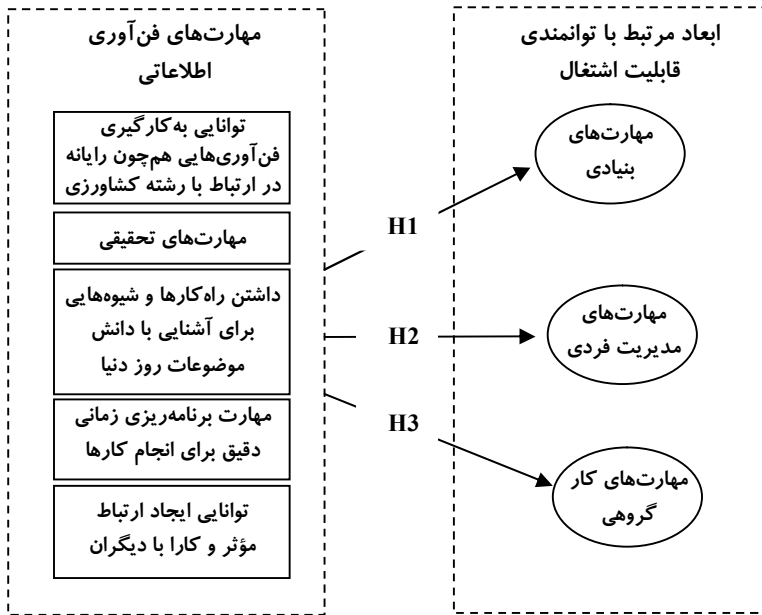 مهارت‌های فن‌آوری
اطلاعاتی
توانایی به‌کارگیری
فن‌آوری‌هایی هم‌چون رایانه
در ارتباط با رشته کشاورزی
مهارت‌های تحقیقی
داشتن راه‌کارها و شیوه‌هایی
برای آشنایی با دانش
موضوعات روز دنیا
مهارت برنامه‌ریزی زمانی
دقیق برای انجام کارها
توانایی ایجاد ارتباط
مؤثر و کارا با دیگران
H1
H2
H3
ابعاد مرتبط با توانمندی
قابلیت اشتغال
مهارت‌های
بنیادی
مهارت‌های
مدیریت فردی
مهارت‌های کار
گروهی